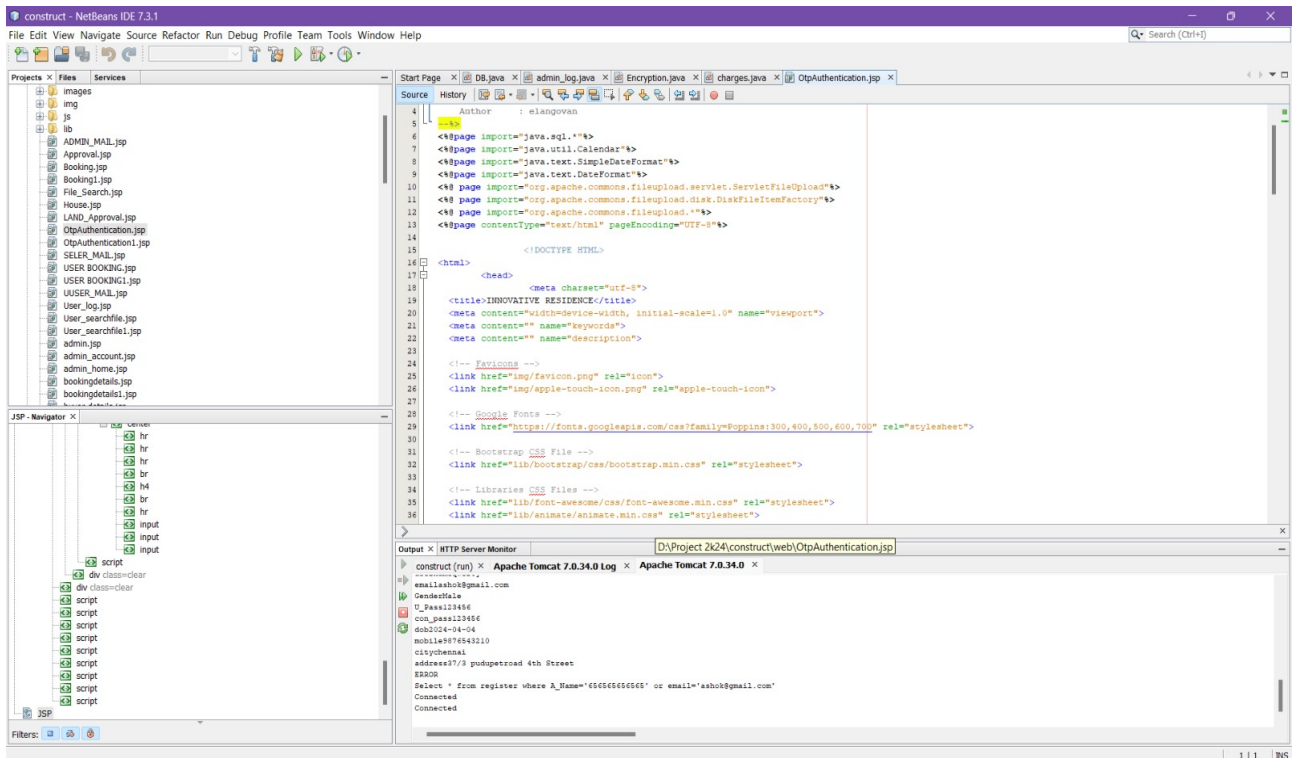 construct - NetBeans IDE 7.3.1
File Edit View Navigate Source Refactor Run Debug Profile Team Tools Window Help
Search (Ctrl+I)
Projects Files Services
images
img
js
lib
ADMIN_MAIL.jsp
Approval.jsp
Booking.jsp
Booking1.jsp
File_Search.jsp
House.jsp
LAND_Approval.jsp
OtpAuthentication.jsp
OtpAuthentication1.jsp
SELER_MAIL.jsp
USER BOOKING.jsp
USER BOOKING1.jsp
UUSER_MAIL.jsp
User_log.jsp
User_searchfile.jsp
User_searchfile1.jsp
admin.jsp
admin_account.jsp
admin_home.jsp
bookingdetails.jsp
bookingdetails1.jsp
JSP - Navigator
center
hr
hr
hr
br
h4
br
hr
input
input
input
script
div class=clear
div class=clear
script
script
script
script
script
script
script
script
script
JSP
Filters:
Start Page DB.java admin_log.java Encryption.java charges.java OtpAuthentication.jsp
Source History
4 Author : elangovan
5 --%>
6 <%@page import="java.sql.*"%>
7 <%@page import="java.util.Calendar"%>
8 <%@page import="java.text.SimpleDateFormat"%>
9 <%@page import="java.text.DateFormat"%>
10 <%@ page import="org.apache.commons.fileupload.servlet.ServletFileUpload"%>
11 <%@ page import="org.apache.commons.fileupload.disk.DiskFileItemFactory"%>
12 <%@ page import="org.apache.commons.fileupload.*"%>
13 <%@page contentType="text/html" pageEncoding="UTF-8"%>
14
15 <!DOCTYPE HTML>
16 <html>
17 <head>
18 <meta charset="utf-8">
19 <title>INNOVATIVE RESIDENCE</title>
20 <meta content="width=device-width, initial-scale=1.0" name="viewport">
21 <meta content="" name="keywords">
22 <meta content="" name="description">
23
24 <!-- Favicons -->
25 <link href="img/favicon.png" rel="icon">
26 <link href="img/apple-touch-icon.png" rel="apple-touch-icon">
27
28 <!-- Google Fonts -->
29 <link href="https://fonts.googleapis.com/css?family=Poppins:300,400,500,600,700" rel="stylesheet">
30
31 <!-- Bootstrap CSS File -->
32 <link href="lib/bootstrap/css/bootstrap.min.css" rel="stylesheet">
33
34 <!-- Libraries CSS Files -->
35 <link href="lib/font-awesome/css/font-awesome.min.css" rel="stylesheet">
36 <link href="lib/animate/animate.min.css" rel="stylesheet">
D:\Project 2k24\construct\web\OtpAuthentication.jsp
Output HTTP Server Monitor
construct (run) Apache Tomcat 7.0.34.0 Log Apache Tomcat 7.0.34.0
emailashok@gmail.com
GenderMale
U_Pass123456
con_pass123456
dob2024-04-04
mobile9876543210
citychennai
address37/3 pudupetroad 4th Street
ERROR
Select * from register where A_Name='656565656565' or email='ashok@gmail.com'
Connected
Connected
1 | 1 INS